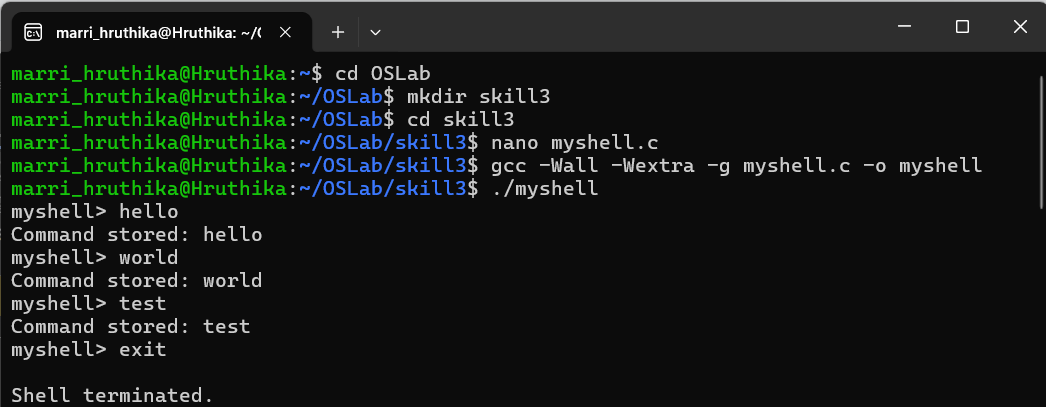 marri_hruthika@Hruthika: ~/O
marri_hruthika@Hruthika:~$ cd OSLab
marri_hruthika@Hruthika:~/OSLab$ mkdir skill3
marri_hruthika@Hruthika:~/OSLab$ cd skill3
marri_hruthika@Hruthika:~/OSLab/skill3$ nano myshell.c
marri_hruthika@Hruthika:~/OSLab/skill3$ gcc -Wall -Wextra -g myshell.c -o myshell
marri_hruthika@Hruthika:~/OSLab/skill3$ ./myshell
myshell> hello
Command stored: hello
myshell> world
Command stored: world
myshell> test
Command stored: test
myshell> exit
Shell terminated.